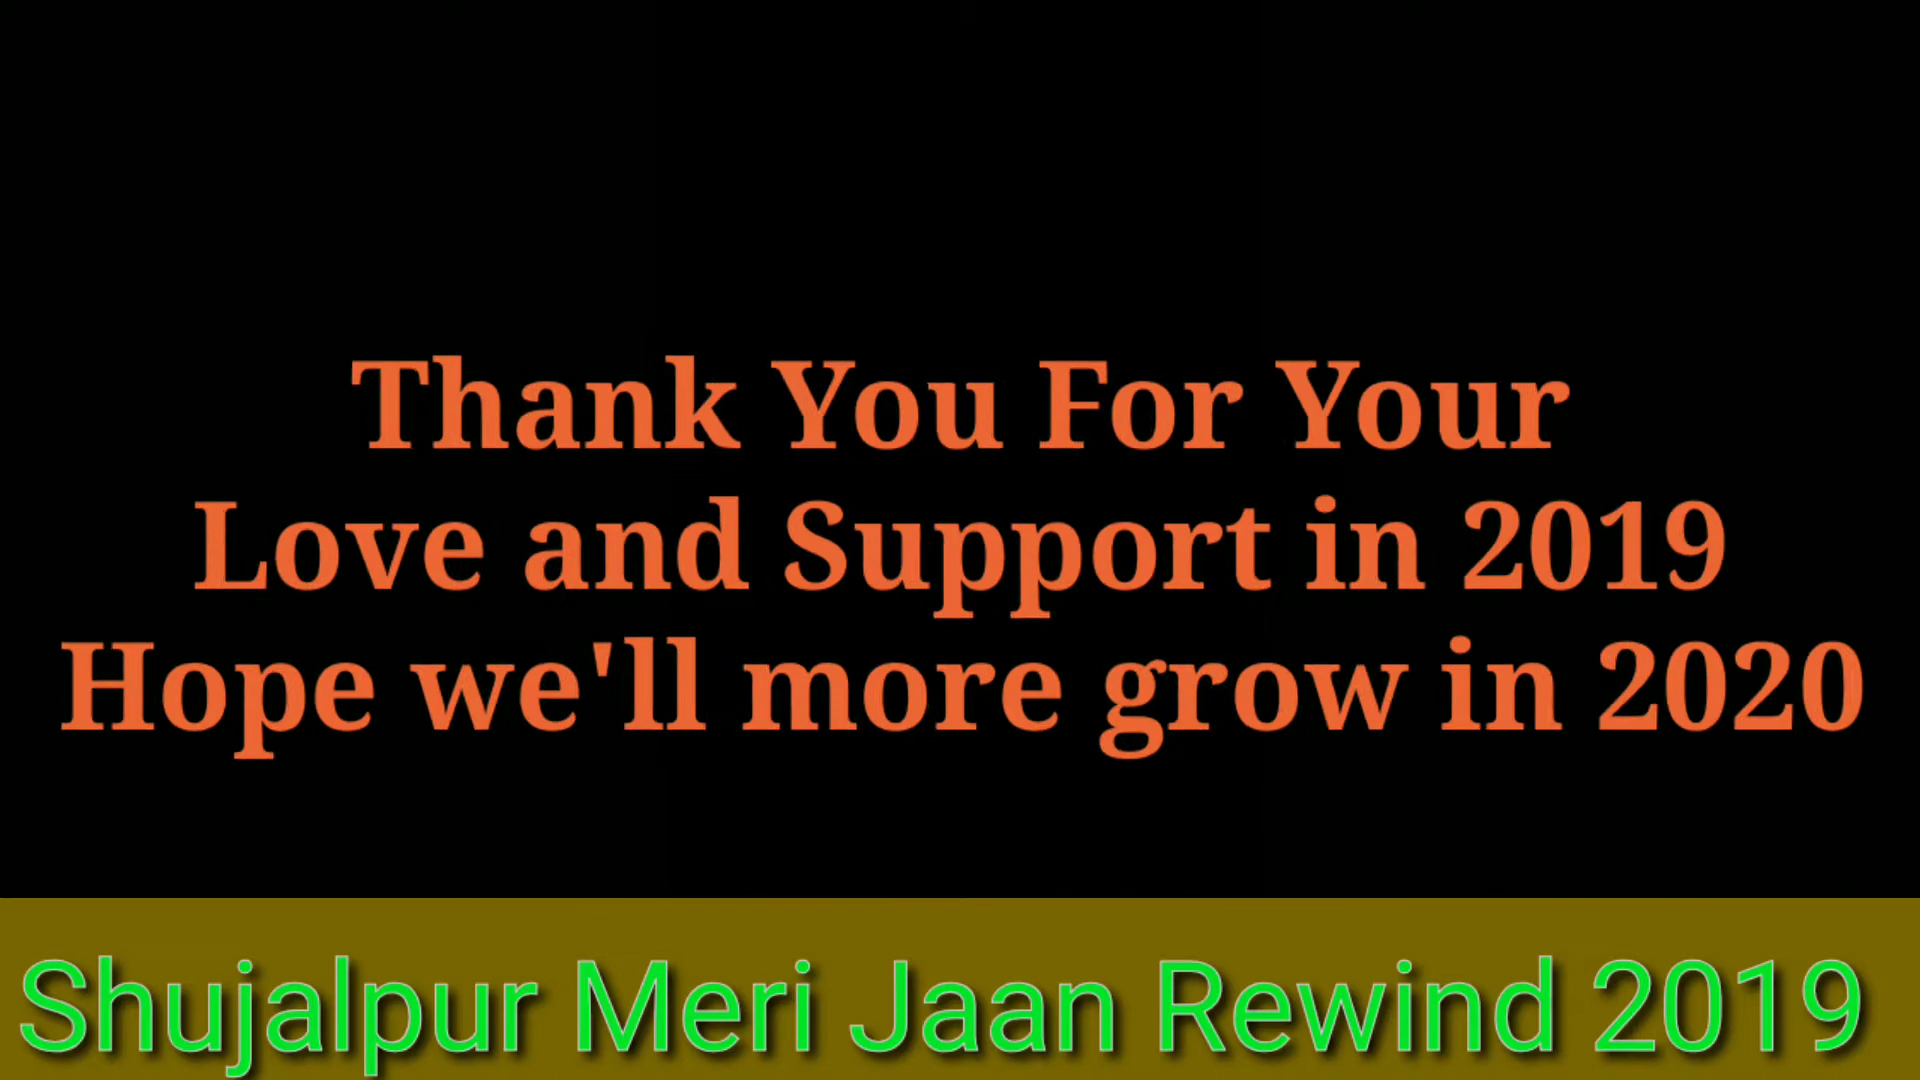 Thank You For Your
Love and Support in 2019
Hope we'll more grow in 2020
Shujalpur Meri Jaan Rewind 2019